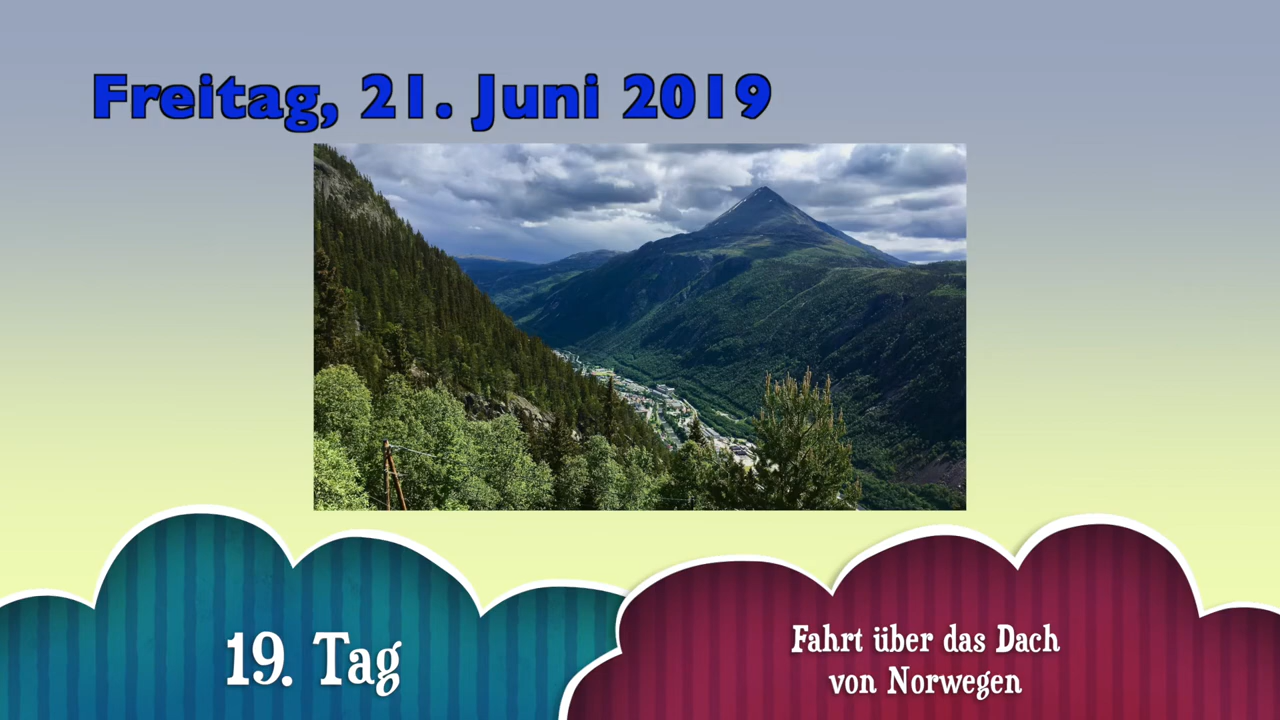 Freitag, 21. Juni 2019
19. Tag
Fahrt über das Dach
von Norwegen